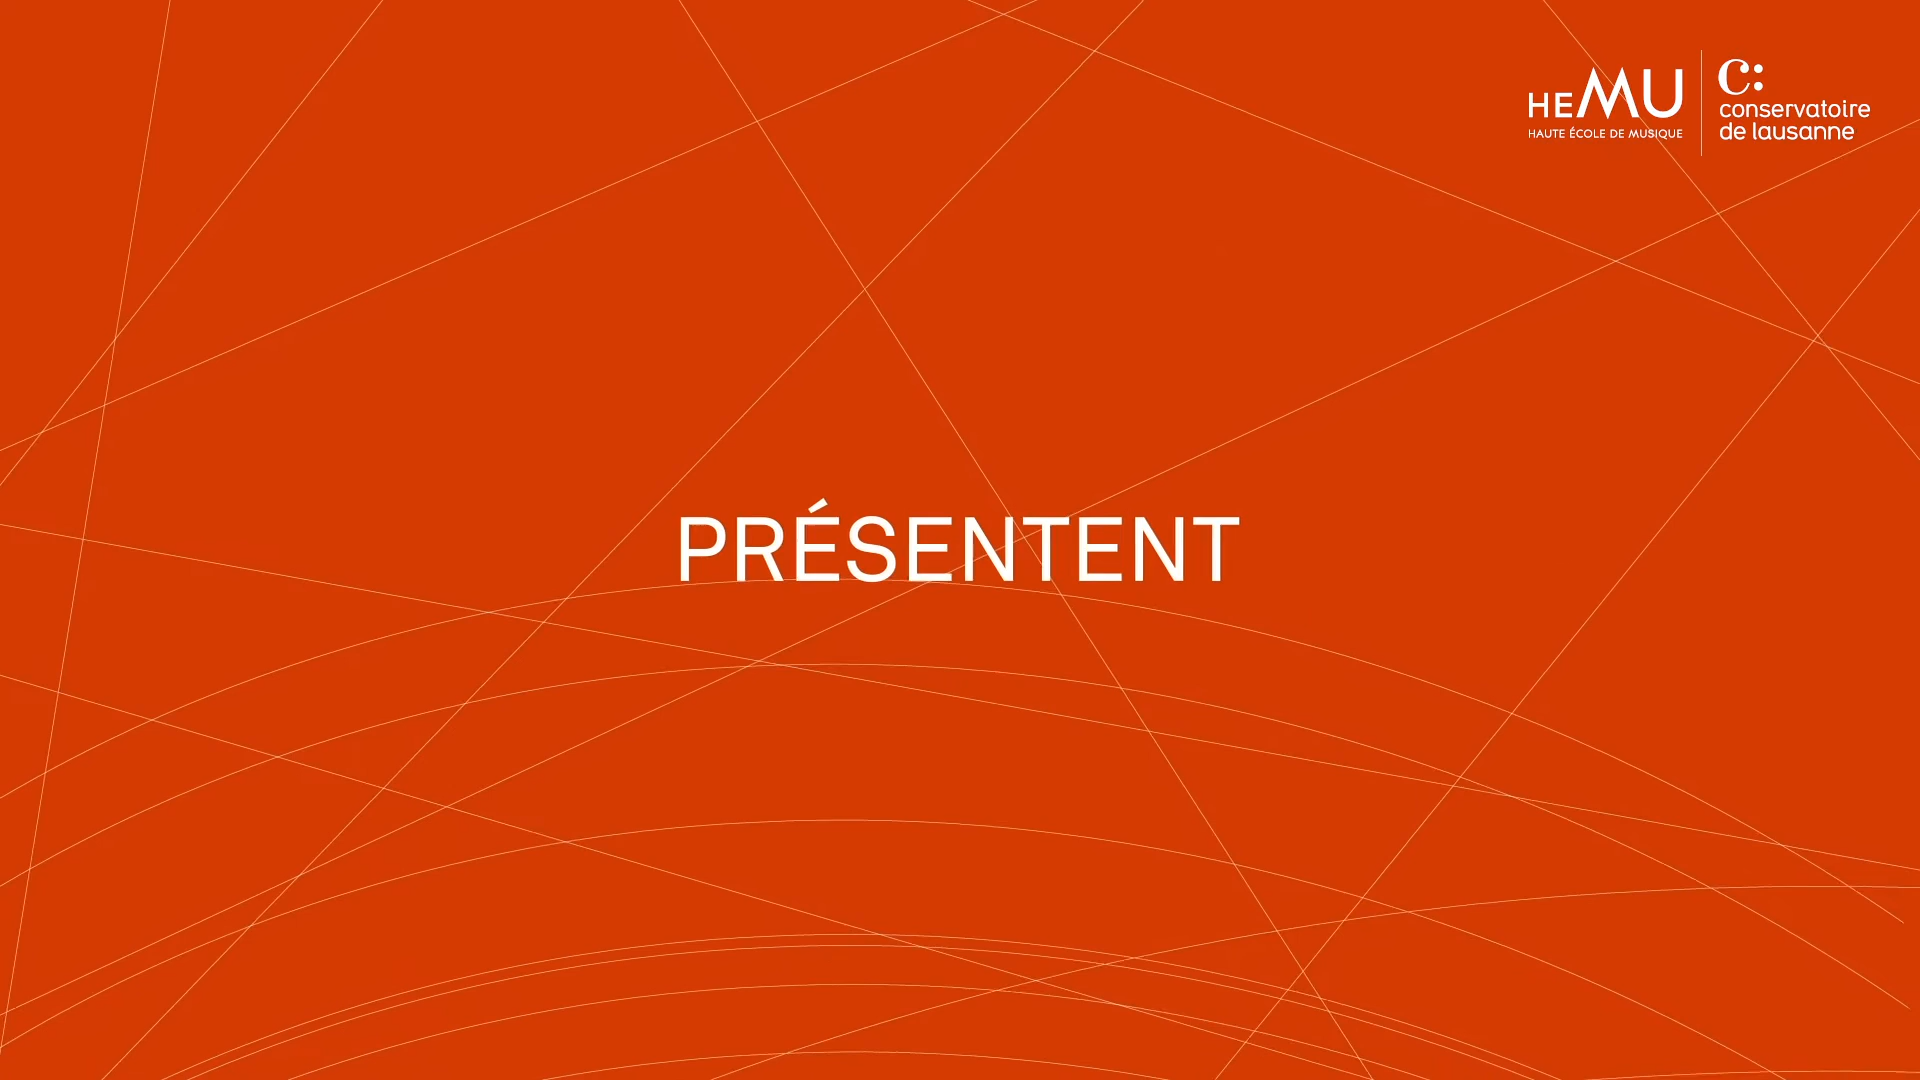 HEMU
HAUTE ÉCOLE DE MUSIQUE
C:
conservatoire
de lausanne
PRÉSENTENT